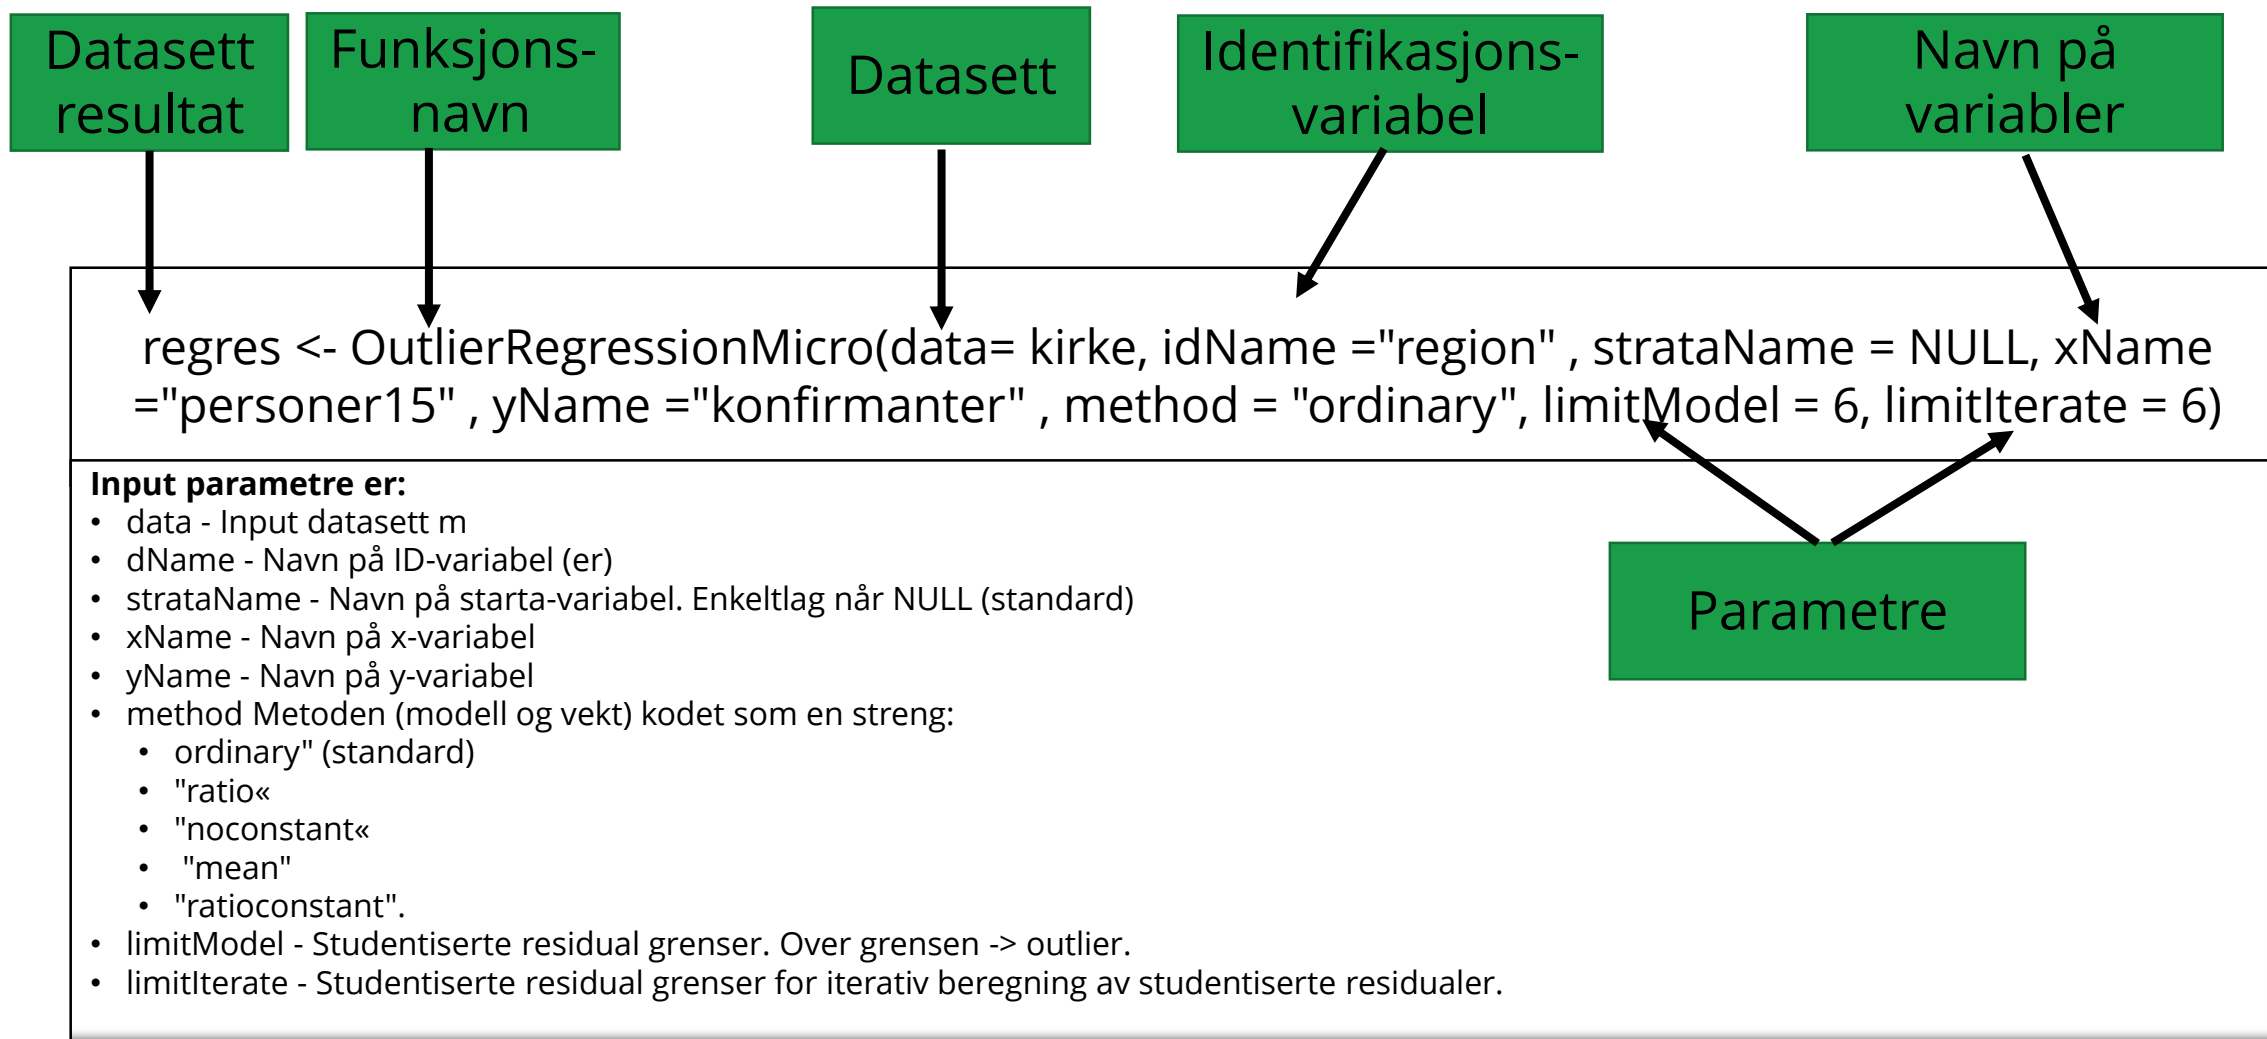 Datasett
resultat
Funksjons-
navn
Datasett
Identifikasjons-
variabel
Navn på
variabler
regres <- OutlierRegressionMicro(data= kirke, idName ="region" , strataName = NULL, xName
="personer15" , yName ="konfirmanter" , method = "ordinary", limitModel = 6, limitIterate = 6)
Input parametre er:
• data - Input datasett m
• dName - Navn på ID-variabel (er)
• strataName - Navn på starta-variabel. Enkeltlag når NULL (standard)
• xName - Navn på x-variabel
• yName - Navn på y-variabel
• method Metoden (modell og vekt) kodet som en streng:
• ordinary" (standard)
• "ratio«
• "noconstant«
• "mean"
• "ratioconstant".
• limitModel - Studentiserte residual grenser. Over grensen -> outlier.
• limitIterate - Studentiserte residual grenser for iterativ beregning av studentiserte residualer.
Parametre